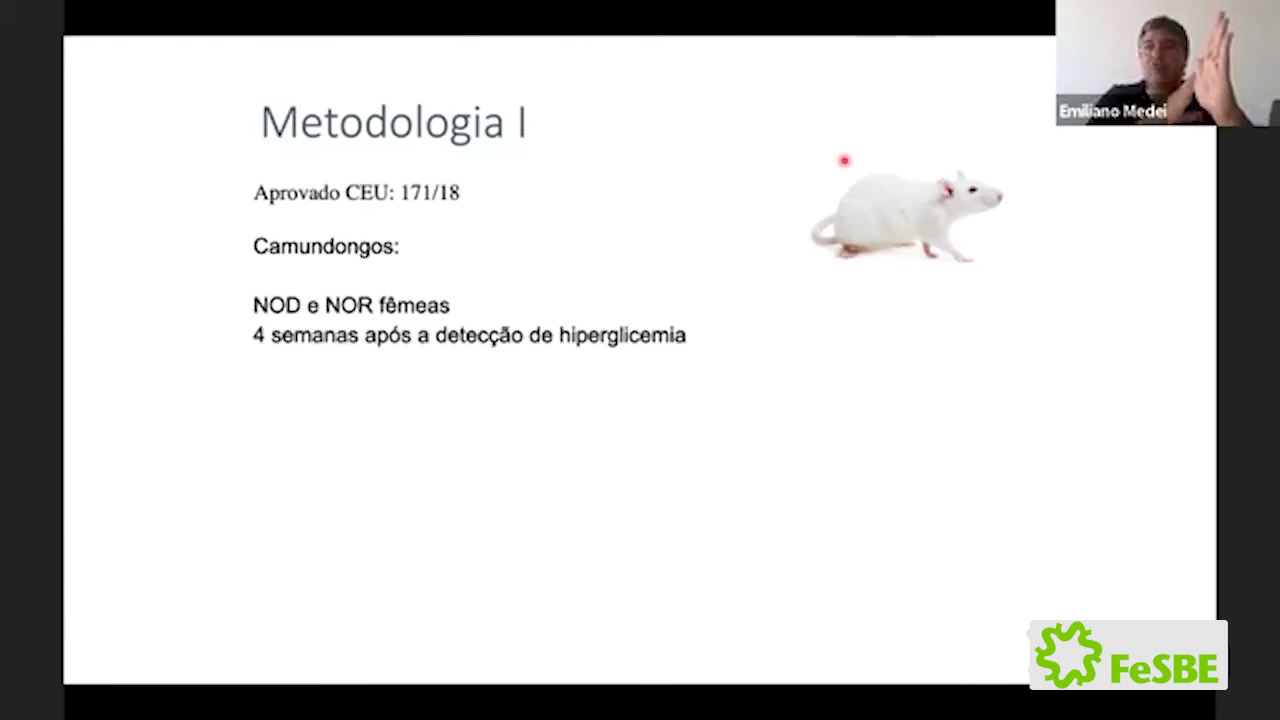 Metodologia I
Emiliano Medei
Aprovado CEU: 171/18
Camundongos:
NOD e NOR fêmeas
4 semanas após a detecção de hiperglicemia
FeSBE